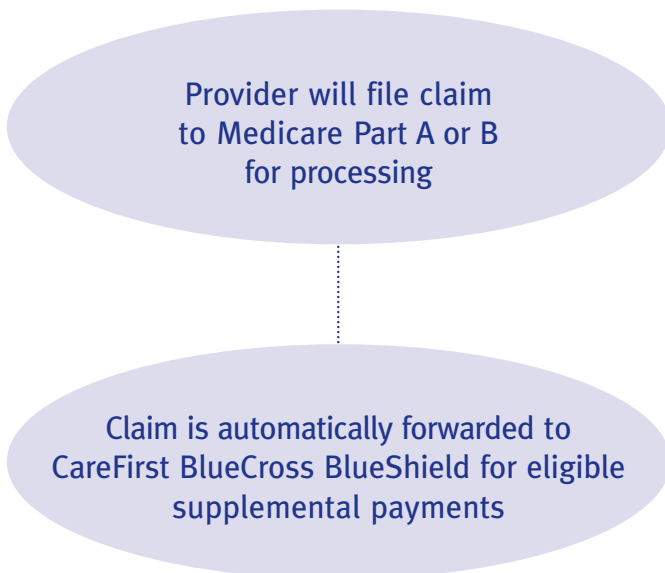 Provider will file claim
to Medicare Part A or B
for processing
Claim is automatically forwarded to
CareFirst BlueCross BlueShield for eligible
supplemental payments